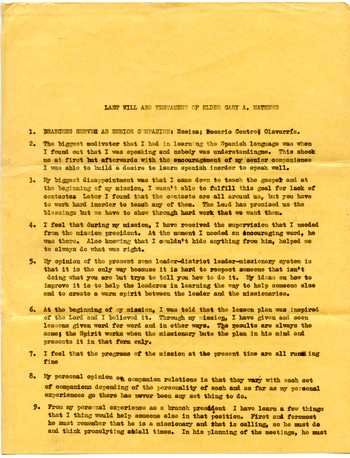 LAST WILL AND TESTAMENT OF ELDER GARY A. MATHEWS
1. BRANCHES SERVED AS SENIOR COMPANION: Ezeiza; Rosario Centro; Olavarría.
2. The biggest motivator that I had in learning the Spanish language was when
I found out that I was speaking and nobody was understanding. This shook
me at first but afterwards with the encouragement of my senior companions
I was able to build a desire to learn spanish inorder to speak well.
3. My biggest disappointment was that I came down to teach the gospel and at
the beginning of my mission, I wasn't able to fulfill this goal for lack of
contacts. Later I found that the contacts are all around us, but you have
to work hard inorder to teach any of them. The Lord has promised us the
blessings but we have to show through hard work that we want them.
4. I feel that during my mission, I have received the supervision that I needed
from the mission president. At the moment I needed an encouraging word, he
was there. Also knowing that I couldn't hide anything from him, helped me
to always do what was right.
5. My opinion of the present zone leader-district leader-missionary system is
that it is the only way because it is hard to respect someone that isn't
doing what you are but trys to tell you how to do it. My ideas on how to
improve it is to help the leaders in learning the way to help someone else
and to create a warm spirit between the leader and the missionaries.
6. At the beginning of my mission, I was told that the lesson plan was inspired
of the Lord and I believed it. Through my mission, I have given and seen
lessons given word for word and in other ways. The results are always the
same; the Spirit works when the missionary has the plan in his mind and
presents it in that form only.
7. I feel that the programs of the mission at the present time are all running
fine
8. My personal opinion on companion relations is that they vary with each set
of companions depending of the personality of each and as far as my personal
experiences go there has never been any set thing to do.
9. From my personal experience as a branch president I have learn a few things
that I thing would help someone else in that position. First and foremost
he must remember that he is a missionary and that is calling, so he must do
and think proselyting at all times. In his planning of the meetings, he must